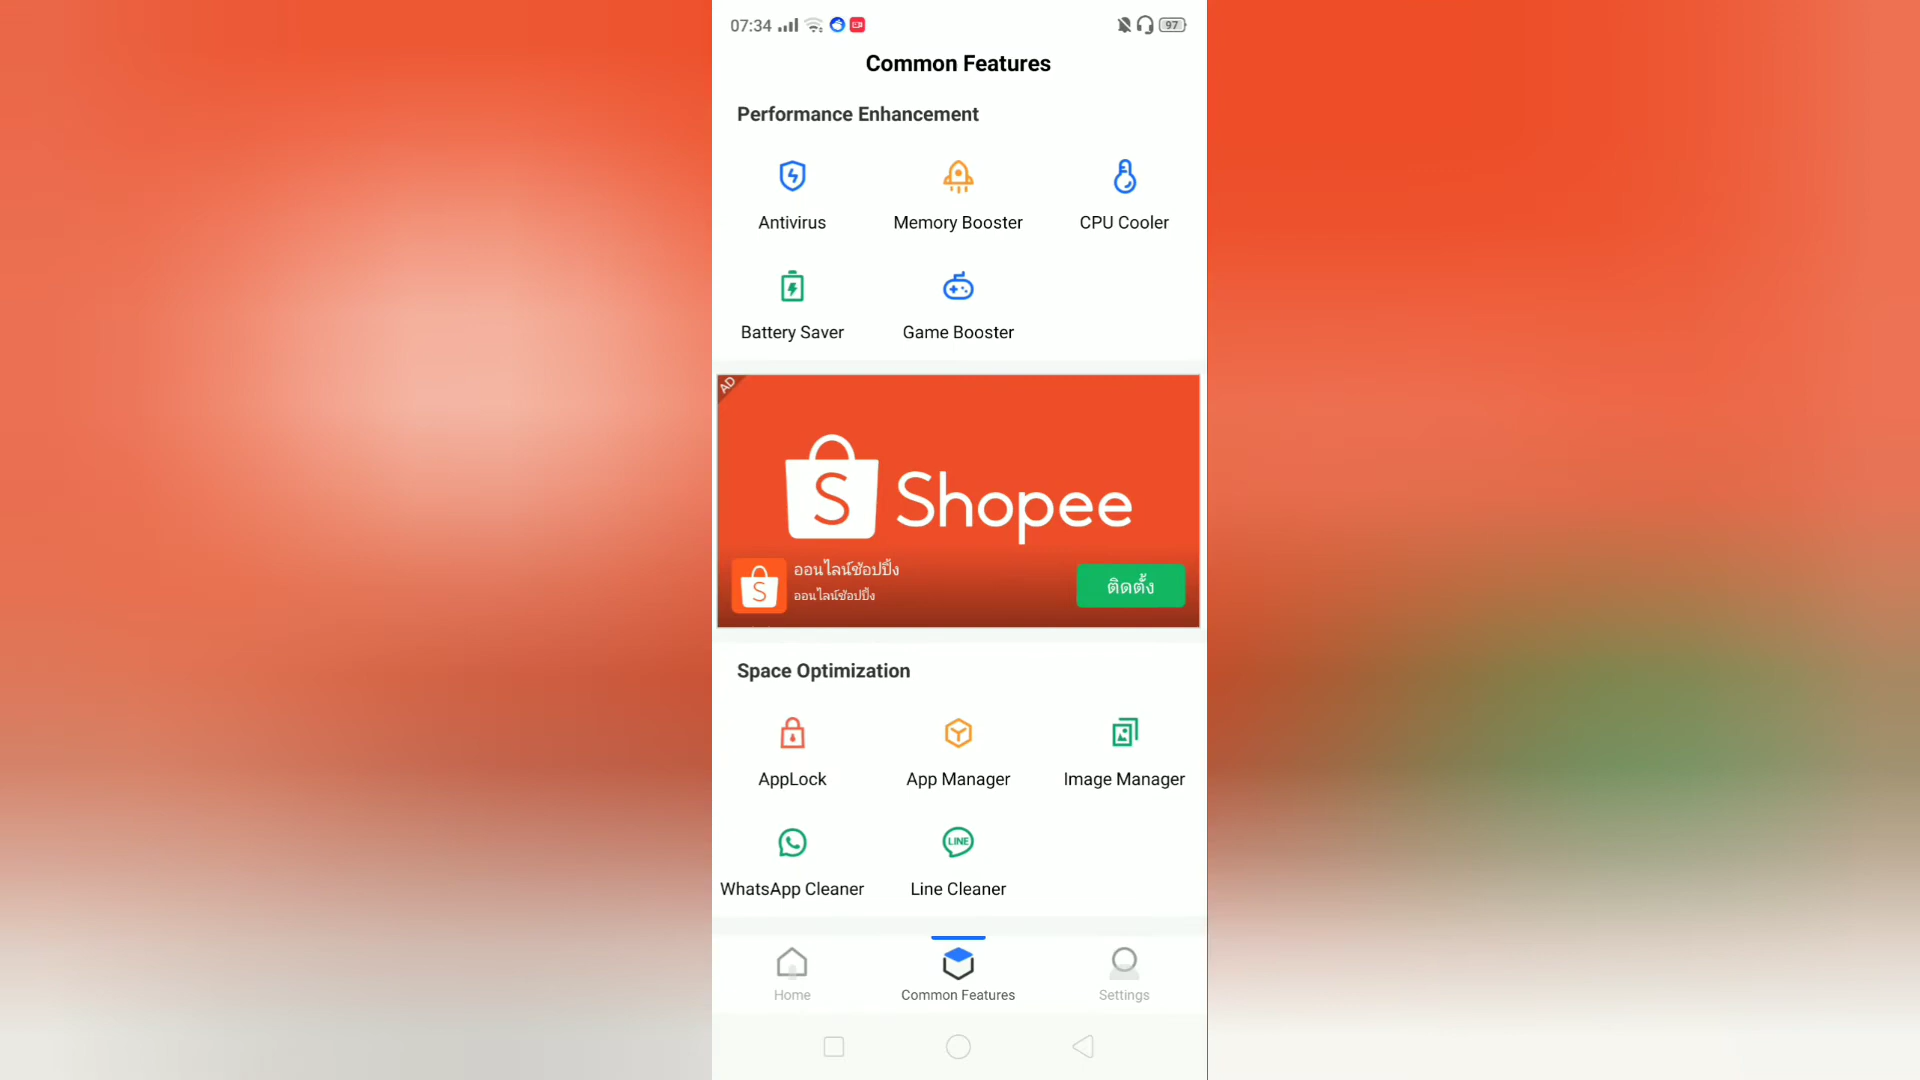 07:34
97
Common Features
Performance Enhancement
Antivirus
Memory Booster
CPU Cooler
Battery Saver
Game Booster
AD
S Shopee
S
ออนไลน์ช้อปปิ้ง
ออนไลน์ช้อปปิ้ง
ติดตั้ง
Space Optimization
AppLock
App Manager
Image Manager
LINE
WhatsApp Cleaner
Line Cleaner
Home
Common Features
Settings